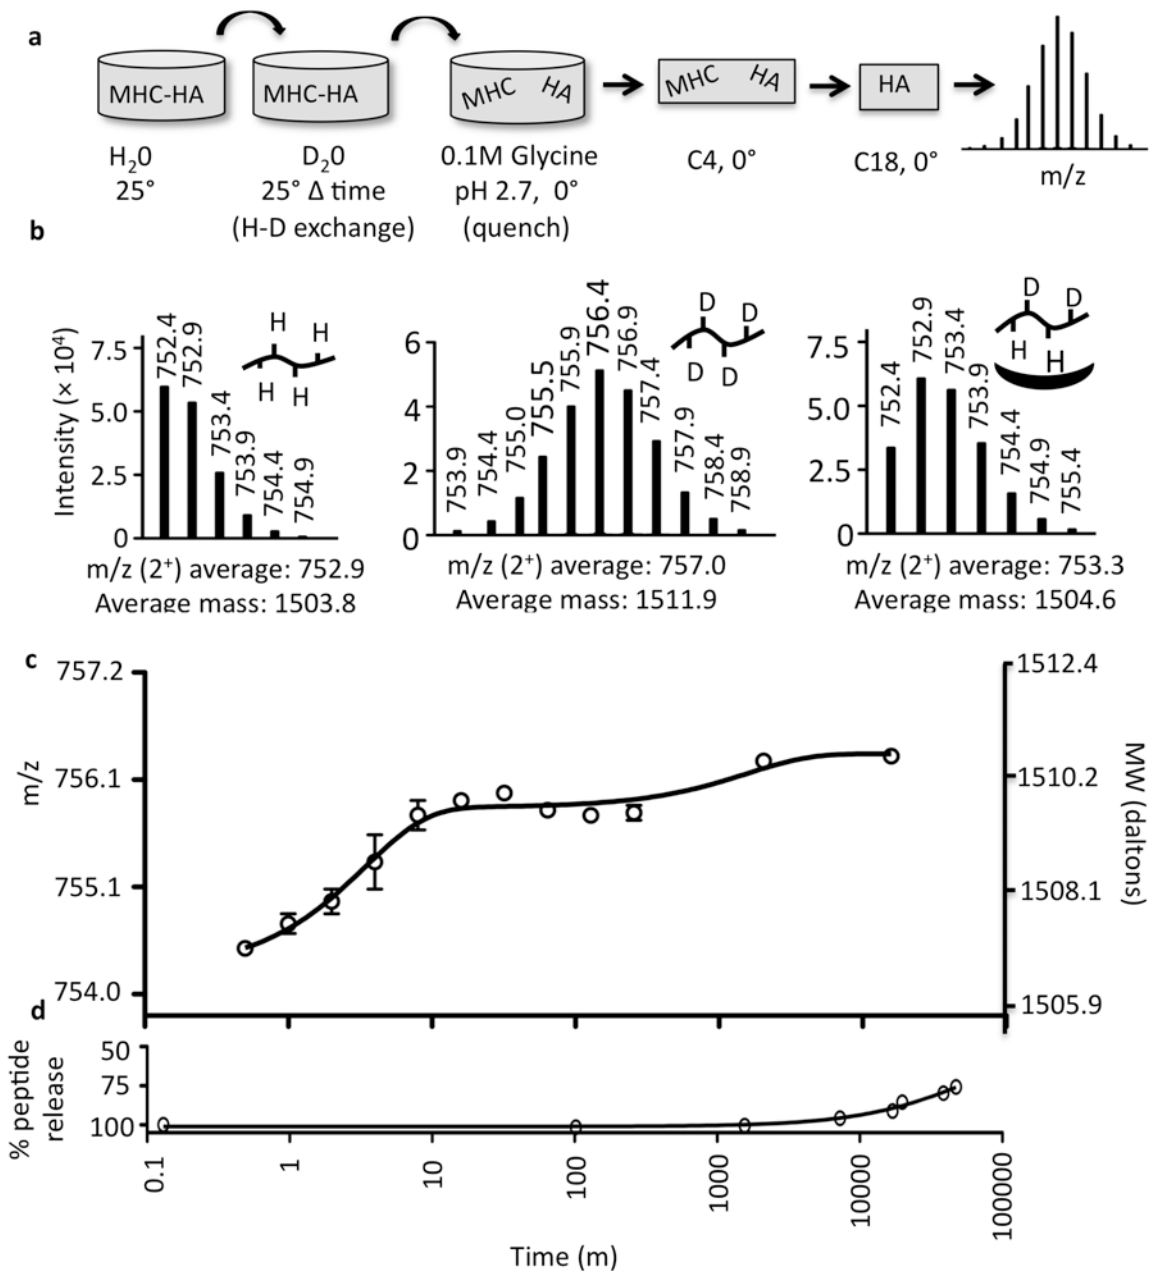 a
MHC-HA
MHC-HA
MHC HA
MHC HA
HA
H20
25°
D20
25° Δ time
(H-D exchange)
0.1M Glycine
pH 2.7, 0°
(quench)
C4, 0°
C18, 0°
m/z
b
Intensity (× 10⁴)
7.5
5.0
2.5
0
752.4
752.9
753.4
753.9
754.4
754.9
H
H
H
H
m/z (2⁺) average: 752.9
Average mass: 1503.8
6
4
2
0
753.9
754.4
755.0
755.5
755.9
756.4
756.9
757.4
757.9
758.4
758.9
D
D
D
D
m/z (2⁺) average: 757.0
Average mass: 1511.9
7.5
5.0
2.5
0
752.4
752.9
753.4
753.9
754.4
754.9
755.4
D
D
H
H
m/z (2⁺) average: 753.3
Average mass: 1504.6
c
m/z
757.2
756.1
755.1
754.0
1512.4
1510.2
1508.1
1505.9
MW (daltons)
d
% peptide
release
50
75
100
0.1
1
10
100
1000
10000
100000
Time (m)